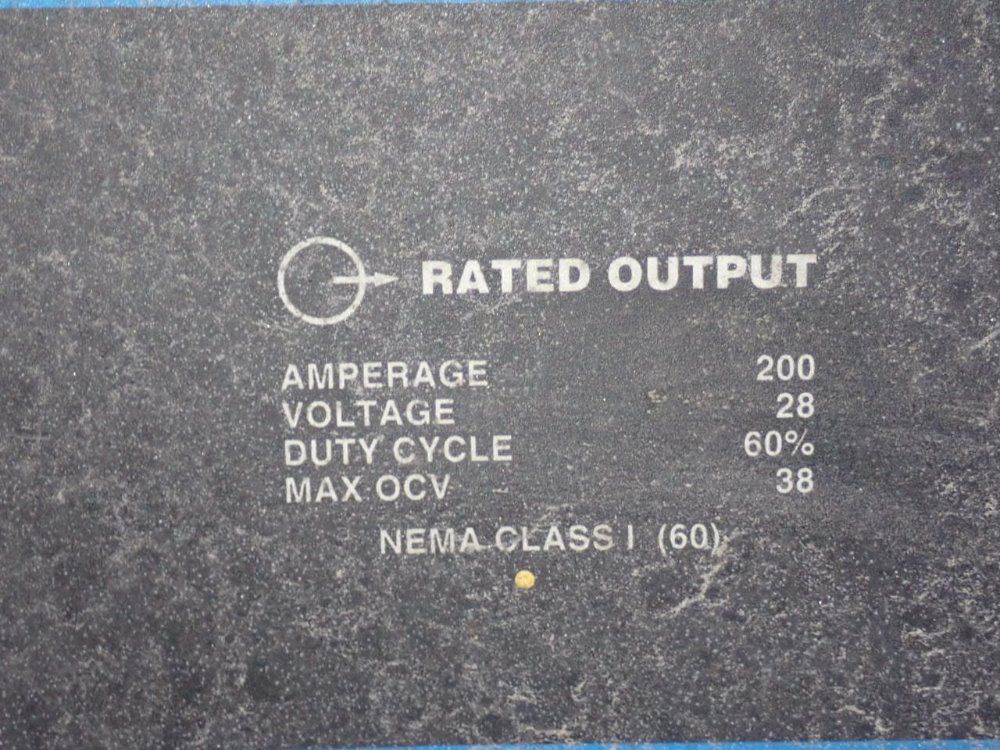 RATED OUTPUT
AMPERAGE 200
VOLTAGE 28
DUTY CYCLE 60%
MAX OCV 38
NEMA CLASS I (60)